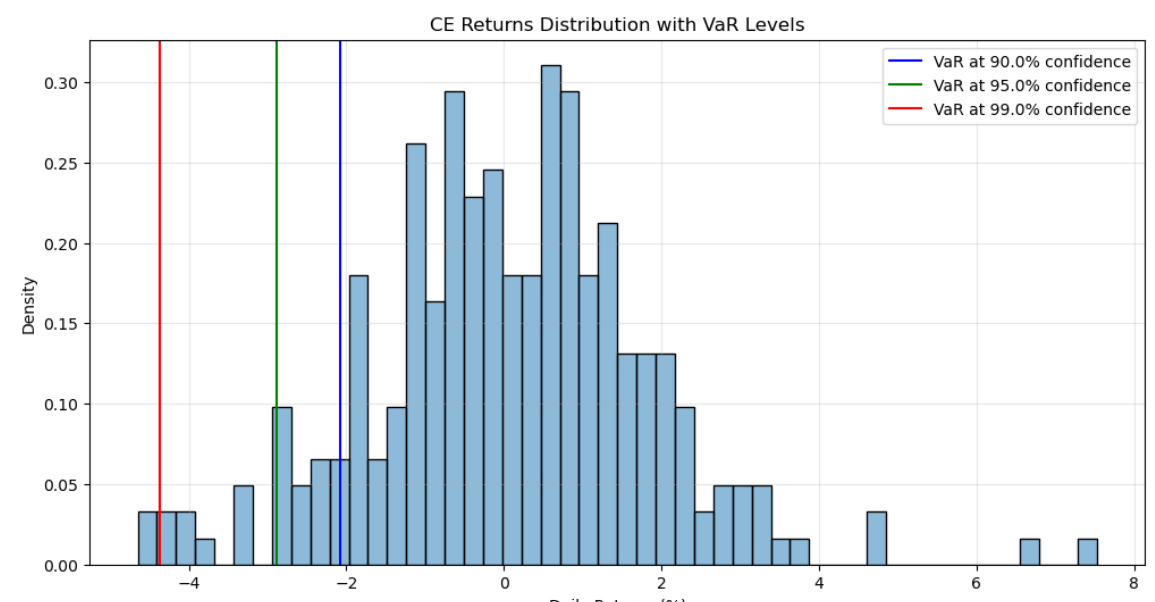 CE Returns Distribution with VaR Levels
VaR at 90.0% confidence
VaR at 95.0% confidence
VaR at 99.0% confidence
0.30
0.25
0.20
0.15
0.10
0.05
0.00
Density
−4 −2 0 2 4 6 8